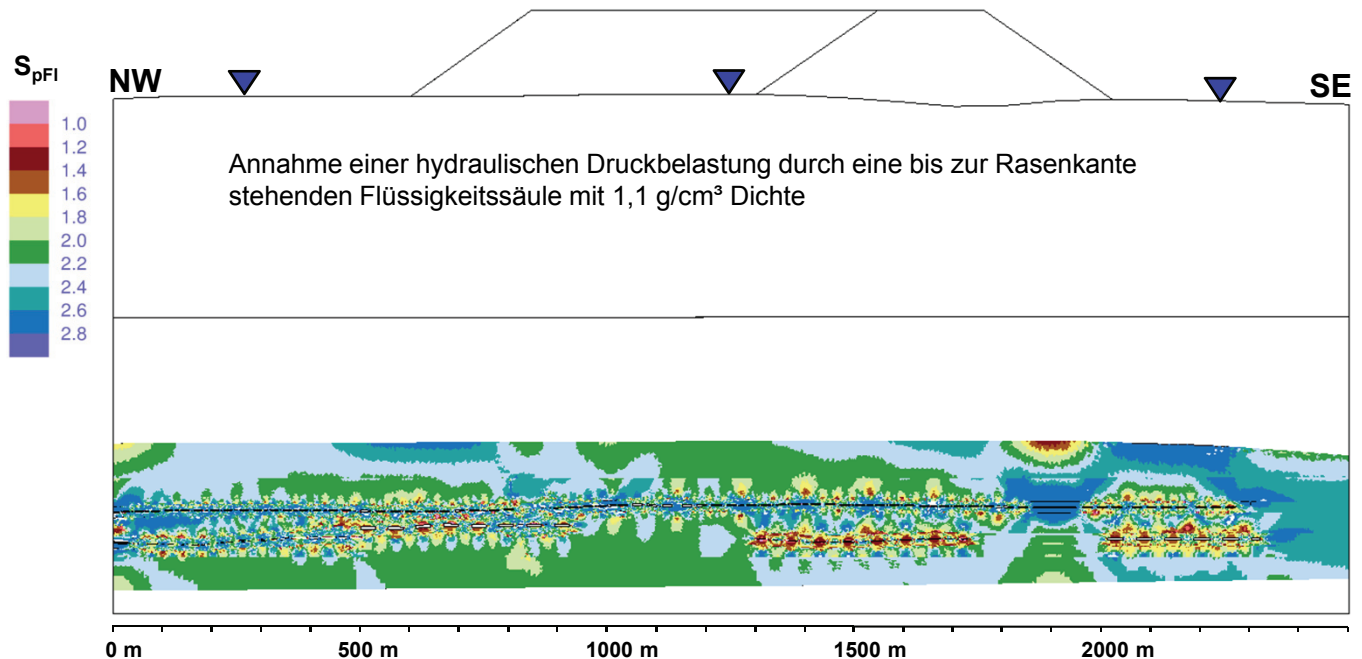 S_pFl
NW
SE
1.0
1.2
1.4
1.6
1.8
2.0
2.2
2.4
2.6
2.8
Annahme einer hydraulischen Druckbelastung durch eine bis zur Rasenkante
stehenden Flüssigkeitssäule mit 1,1 g/cm³ Dichte
0 m 500 m 1000 m 1500 m 2000 m